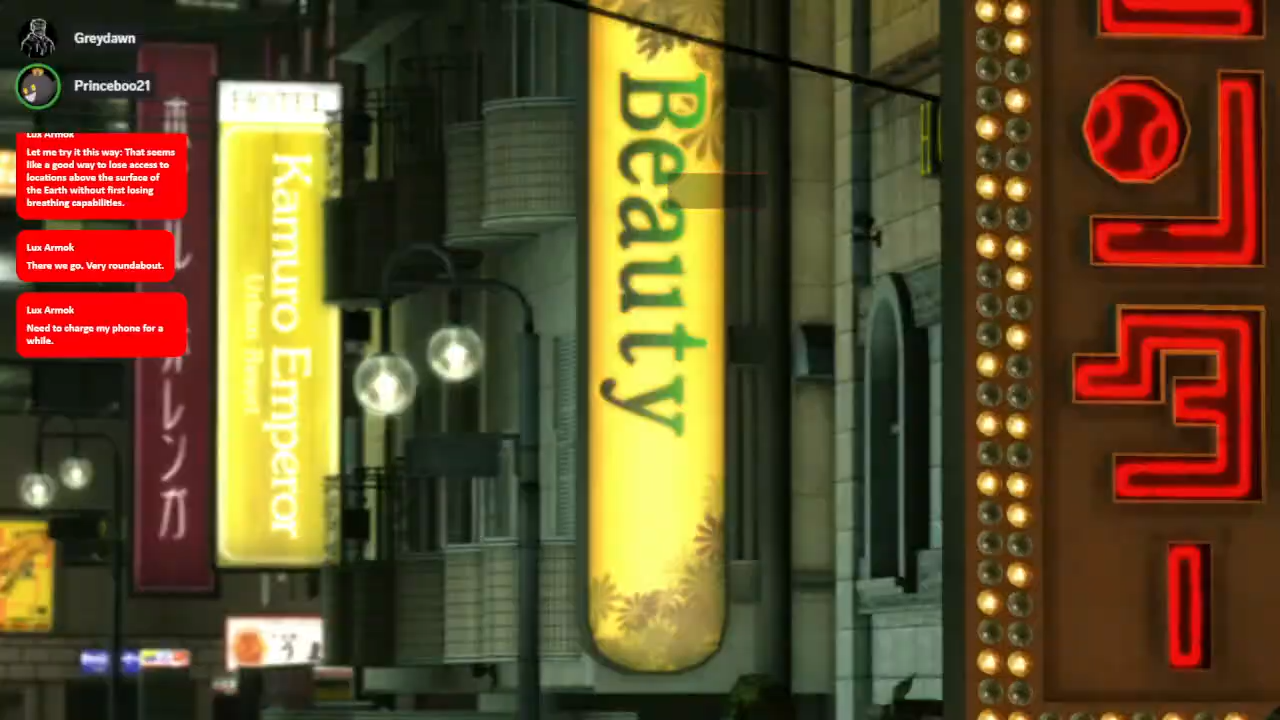 Greydawn
Princeboo21
Lux Armok
Let me try it this way: That seems
like a good way to lose access to
locations above the surface of
the Earth without first losing
breathing capabilities.
Lux Armok
There we go. Very roundabout.
Lux Armok
Need to charge my phone for a
while.
HOTEL
Kamuro Emperor
Beauty